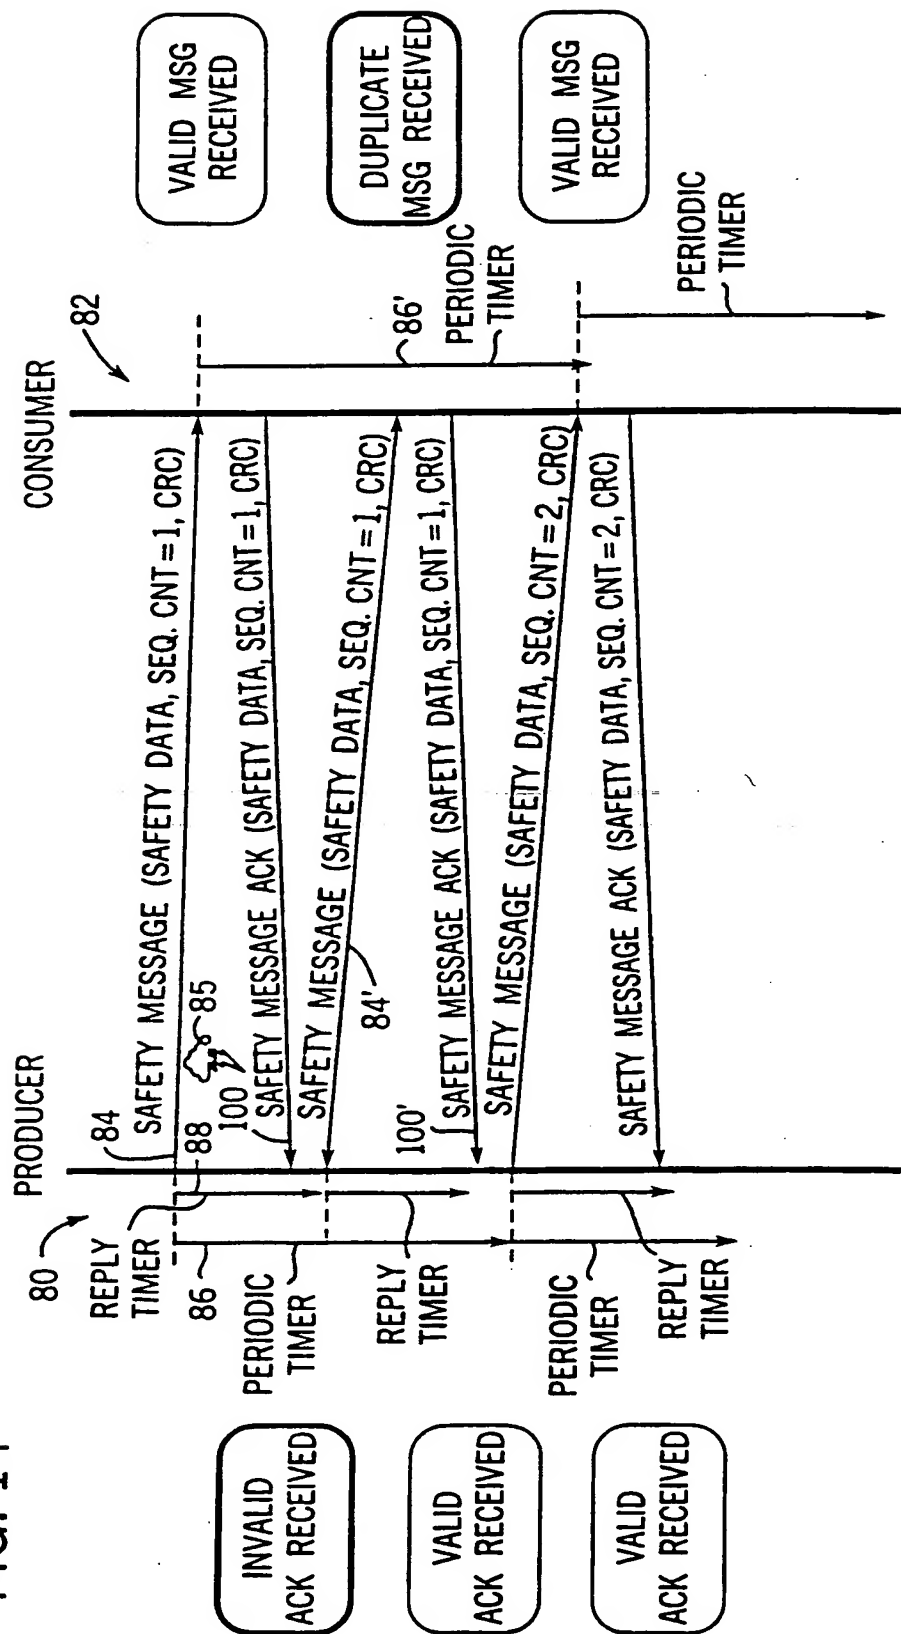 PRODUCER
CONSUMER
80
82
REPLY
TIMER
88
84
SAFETY MESSAGE (SAFETY DATA, SEQ. CNT=1, CRC)
VALID MSG
RECEIVED
86
85
100
SAFETY MESSAGE ACK (SAFETY DATA, SEQ. CNT=1, CRC)
INVALID
ACK RECEIVED
PERIODIC
TIMER
SAFETY MESSAGE (SAFETY DATA, SEQ. CNT=1, CRC)
84'
86'
DUPLICATE
MSG RECEIVED
PERIODIC
TIMER
REPLY
TIMER
100'
SAFETY MESSAGE ACK (SAFETY DATA, SEQ. CNT=1, CRC)
VALID
ACK RECEIVED
SAFETY MESSAGE (SAFETY DATA, SEQ. CNT=2, CRC)
VALID MSG
RECEIVED
PERIODIC
TIMER
SAFETY MESSAGE ACK (SAFETY DATA, SEQ. CNT=2, CRC)
PERIODIC
TIMER
REPLY
TIMER
VALID
ACK RECEIVED